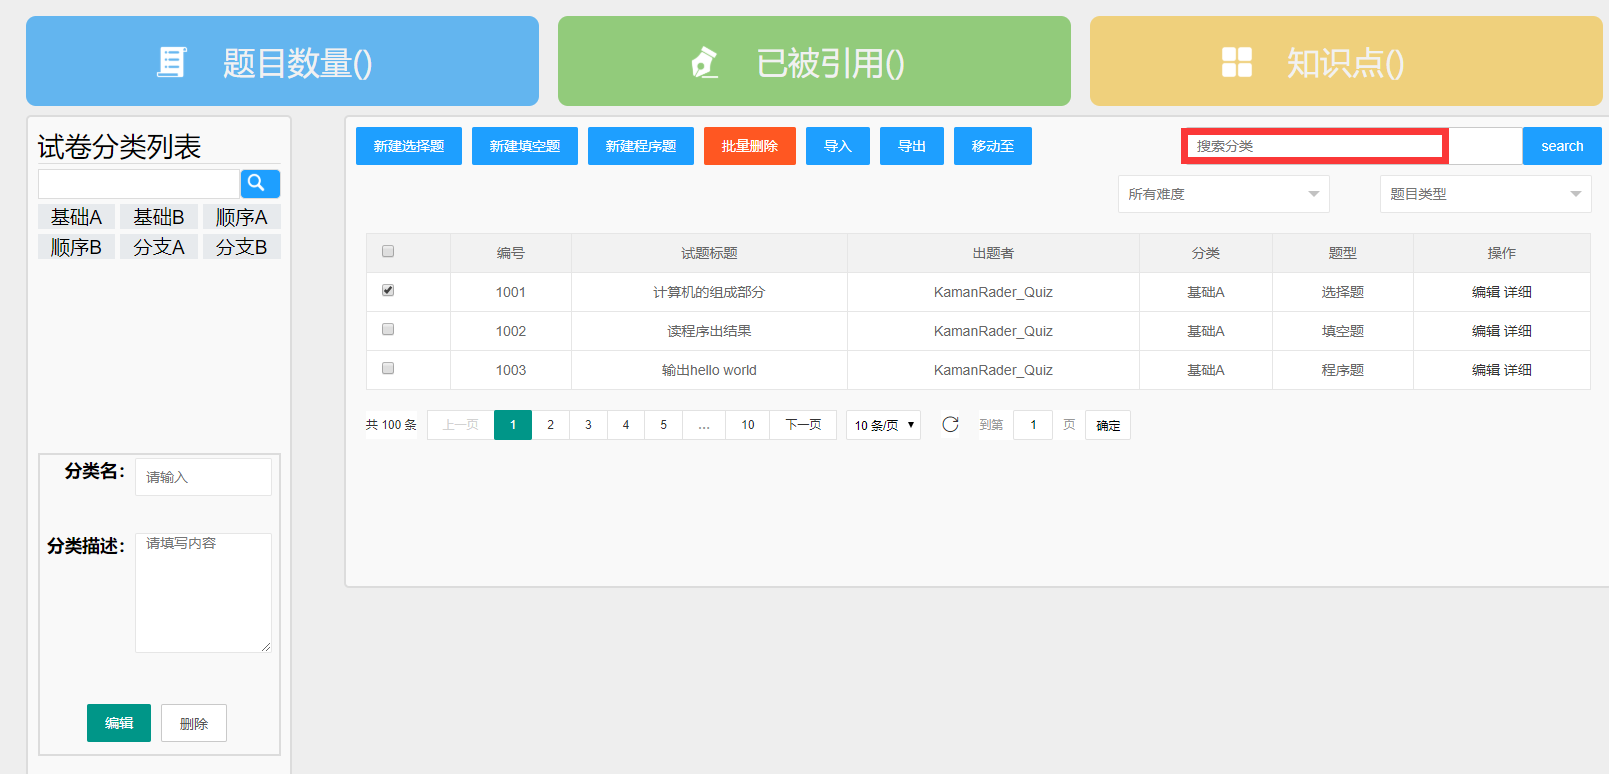 题目数量() 已被引用() 知识点()
试卷分类列表
基础A 基础B 顺序A
顺序B 分支A 分支B
分类名: 请输入
分类描述: 请填写内容
编辑 删除
新建选择题 新建填空题 新建程序题 批量删除 导入 导出 移动至 搜索分类 search
所有难度 题目类型
编号 试题标题 出题者 分类 题型 操作
1001 计算机的组成部分 KamanRader_Quiz 基础A 选择题 编辑 详细
1002 读程序出结果 KamanRader_Quiz 基础A 填空题 编辑 详细
1003 输出hello world KamanRader_Quiz 基础A 程序题 编辑 详细
共 100 条 上一页 1 2 3 4 5 … 10 下一页 10 条/页 到第 1 页 确定